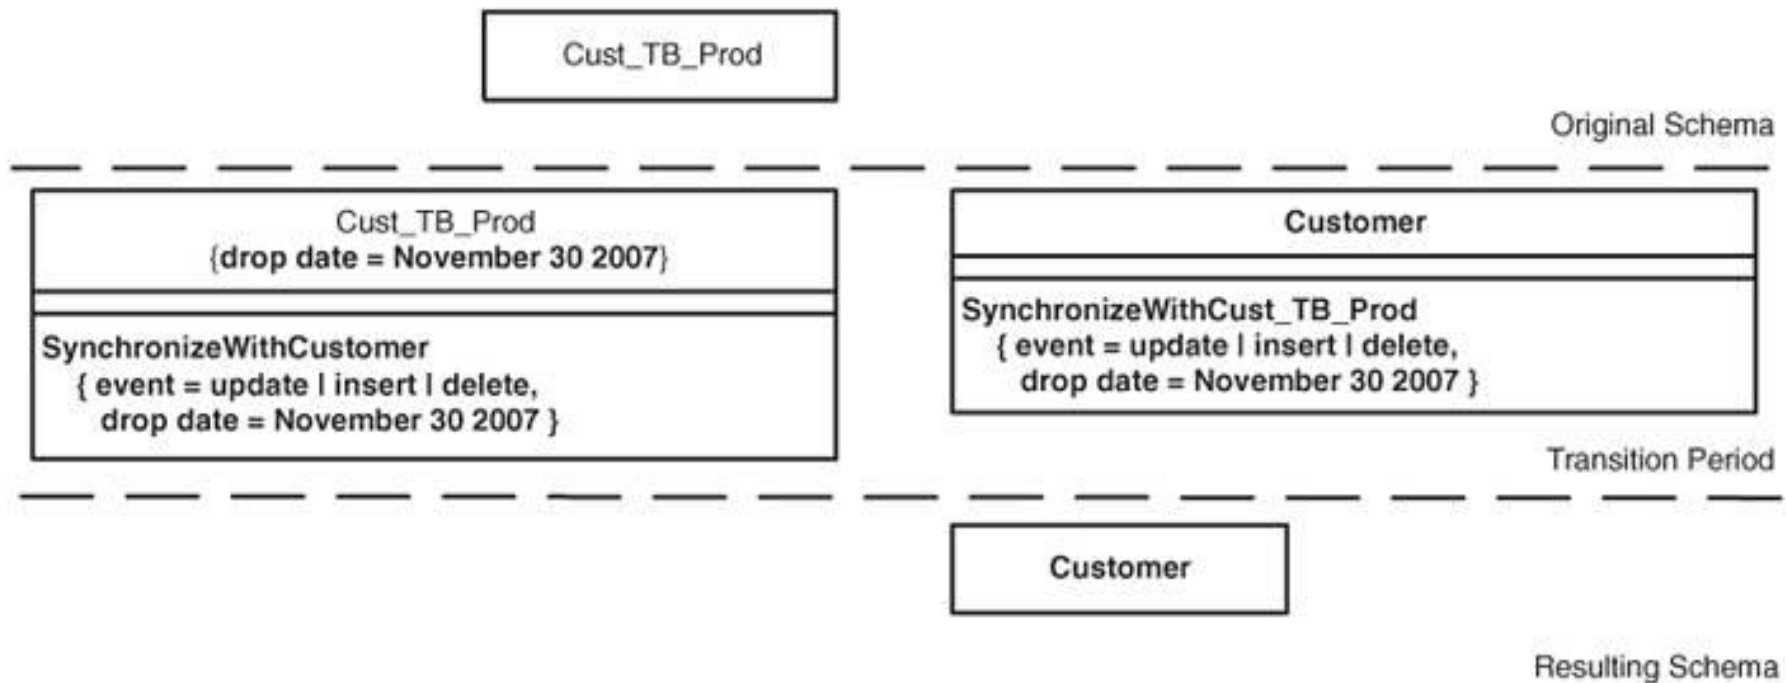 Cust_TB_Prod
Original Schema
Cust_TB_Prod
{drop date = November 30 2007}
SynchronizeWithCustomer
{ event = update | insert | delete,
drop date = November 30 2007 }
Customer
SynchronizeWithCust_TB_Prod
{ event = update | insert | delete,
drop date = November 30 2007 }
Transition Period
Customer
Resulting Schema